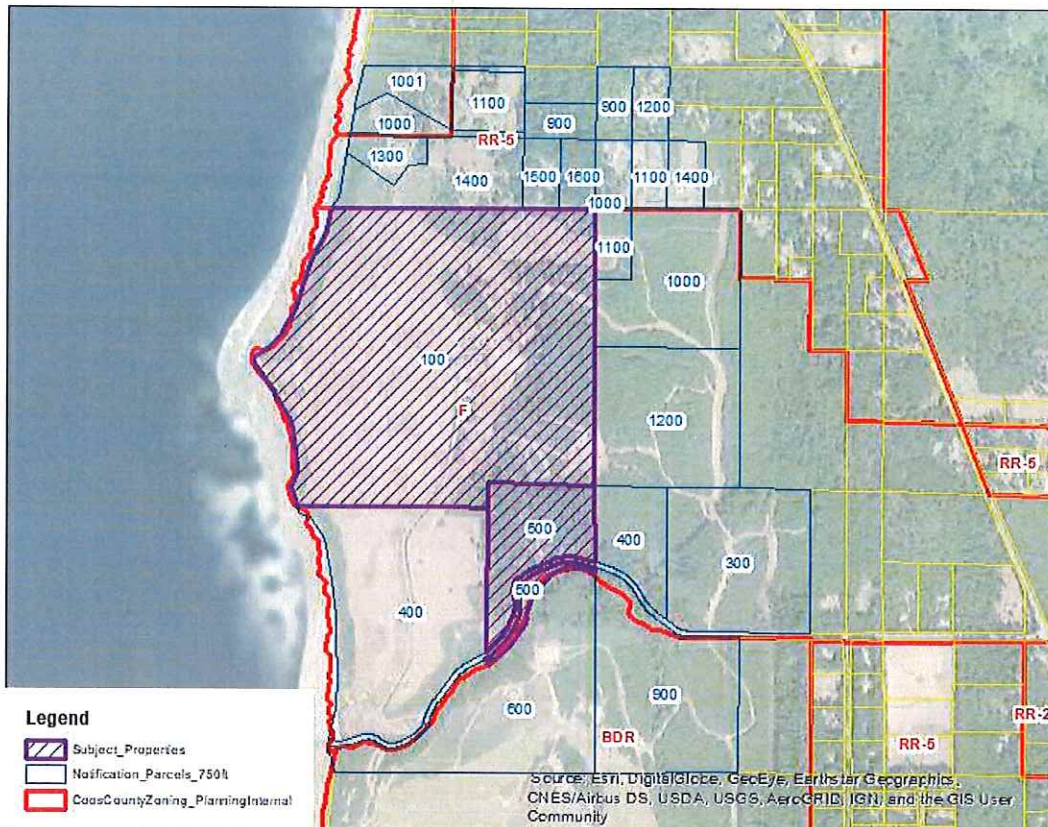 1001
1100
900
1200
1000
900
RR-5
1300
1400
1500
1600
1100
1400
1000
1100
1000
100
F
1200
RR-5
500
400
300
500
400
600
900
BDR
RR-5
RR-2
Legend
Subject_Properties
Notification_Parcels_750ft
CoosCountyZoning_PlanningInternal
Source: Esri, DigitalGlobe, GeoEye, Earthstar Geographics,
CNES/Airbus DS, USDA, USGS, AeroGRID, IGN, and the GIS User
Community